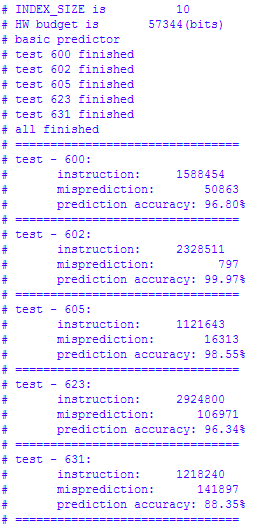 # INDEX_SIZE is          10
# HW budget is       57344(bits)
# basic predictor
# test 600 finished
# test 602 finished
# test 605 finished
# test 623 finished
# test 631 finished
# all finished
# ================================
# test - 600:
#       instruction:     1588454
#       misprediction:       50863
#       prediction accuracy: 96.80%
# ================================
# test - 602:
#       instruction:     2328511
#       misprediction:         797
#       prediction accuracy: 99.97%
# ================================
# test - 605:
#       instruction:     1121643
#       misprediction:       16313
#       prediction accuracy: 98.55%
# ================================
# test - 623:
#       instruction:     2924800
#       misprediction:      106971
#       prediction accuracy: 96.34%
# ================================
# test - 631:
#       instruction:     1218240
#       misprediction:      141897
#       prediction accuracy: 88.35%
# ================================